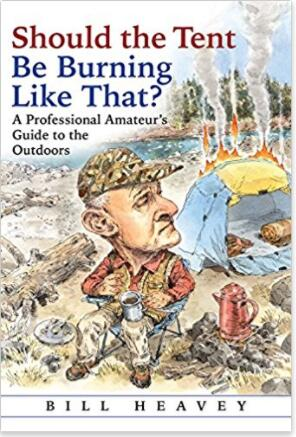 Should the Tent
Be Burning
Like That?
A Professional Amateur's
Guide to the
Outdoors
BILL HEAVEY